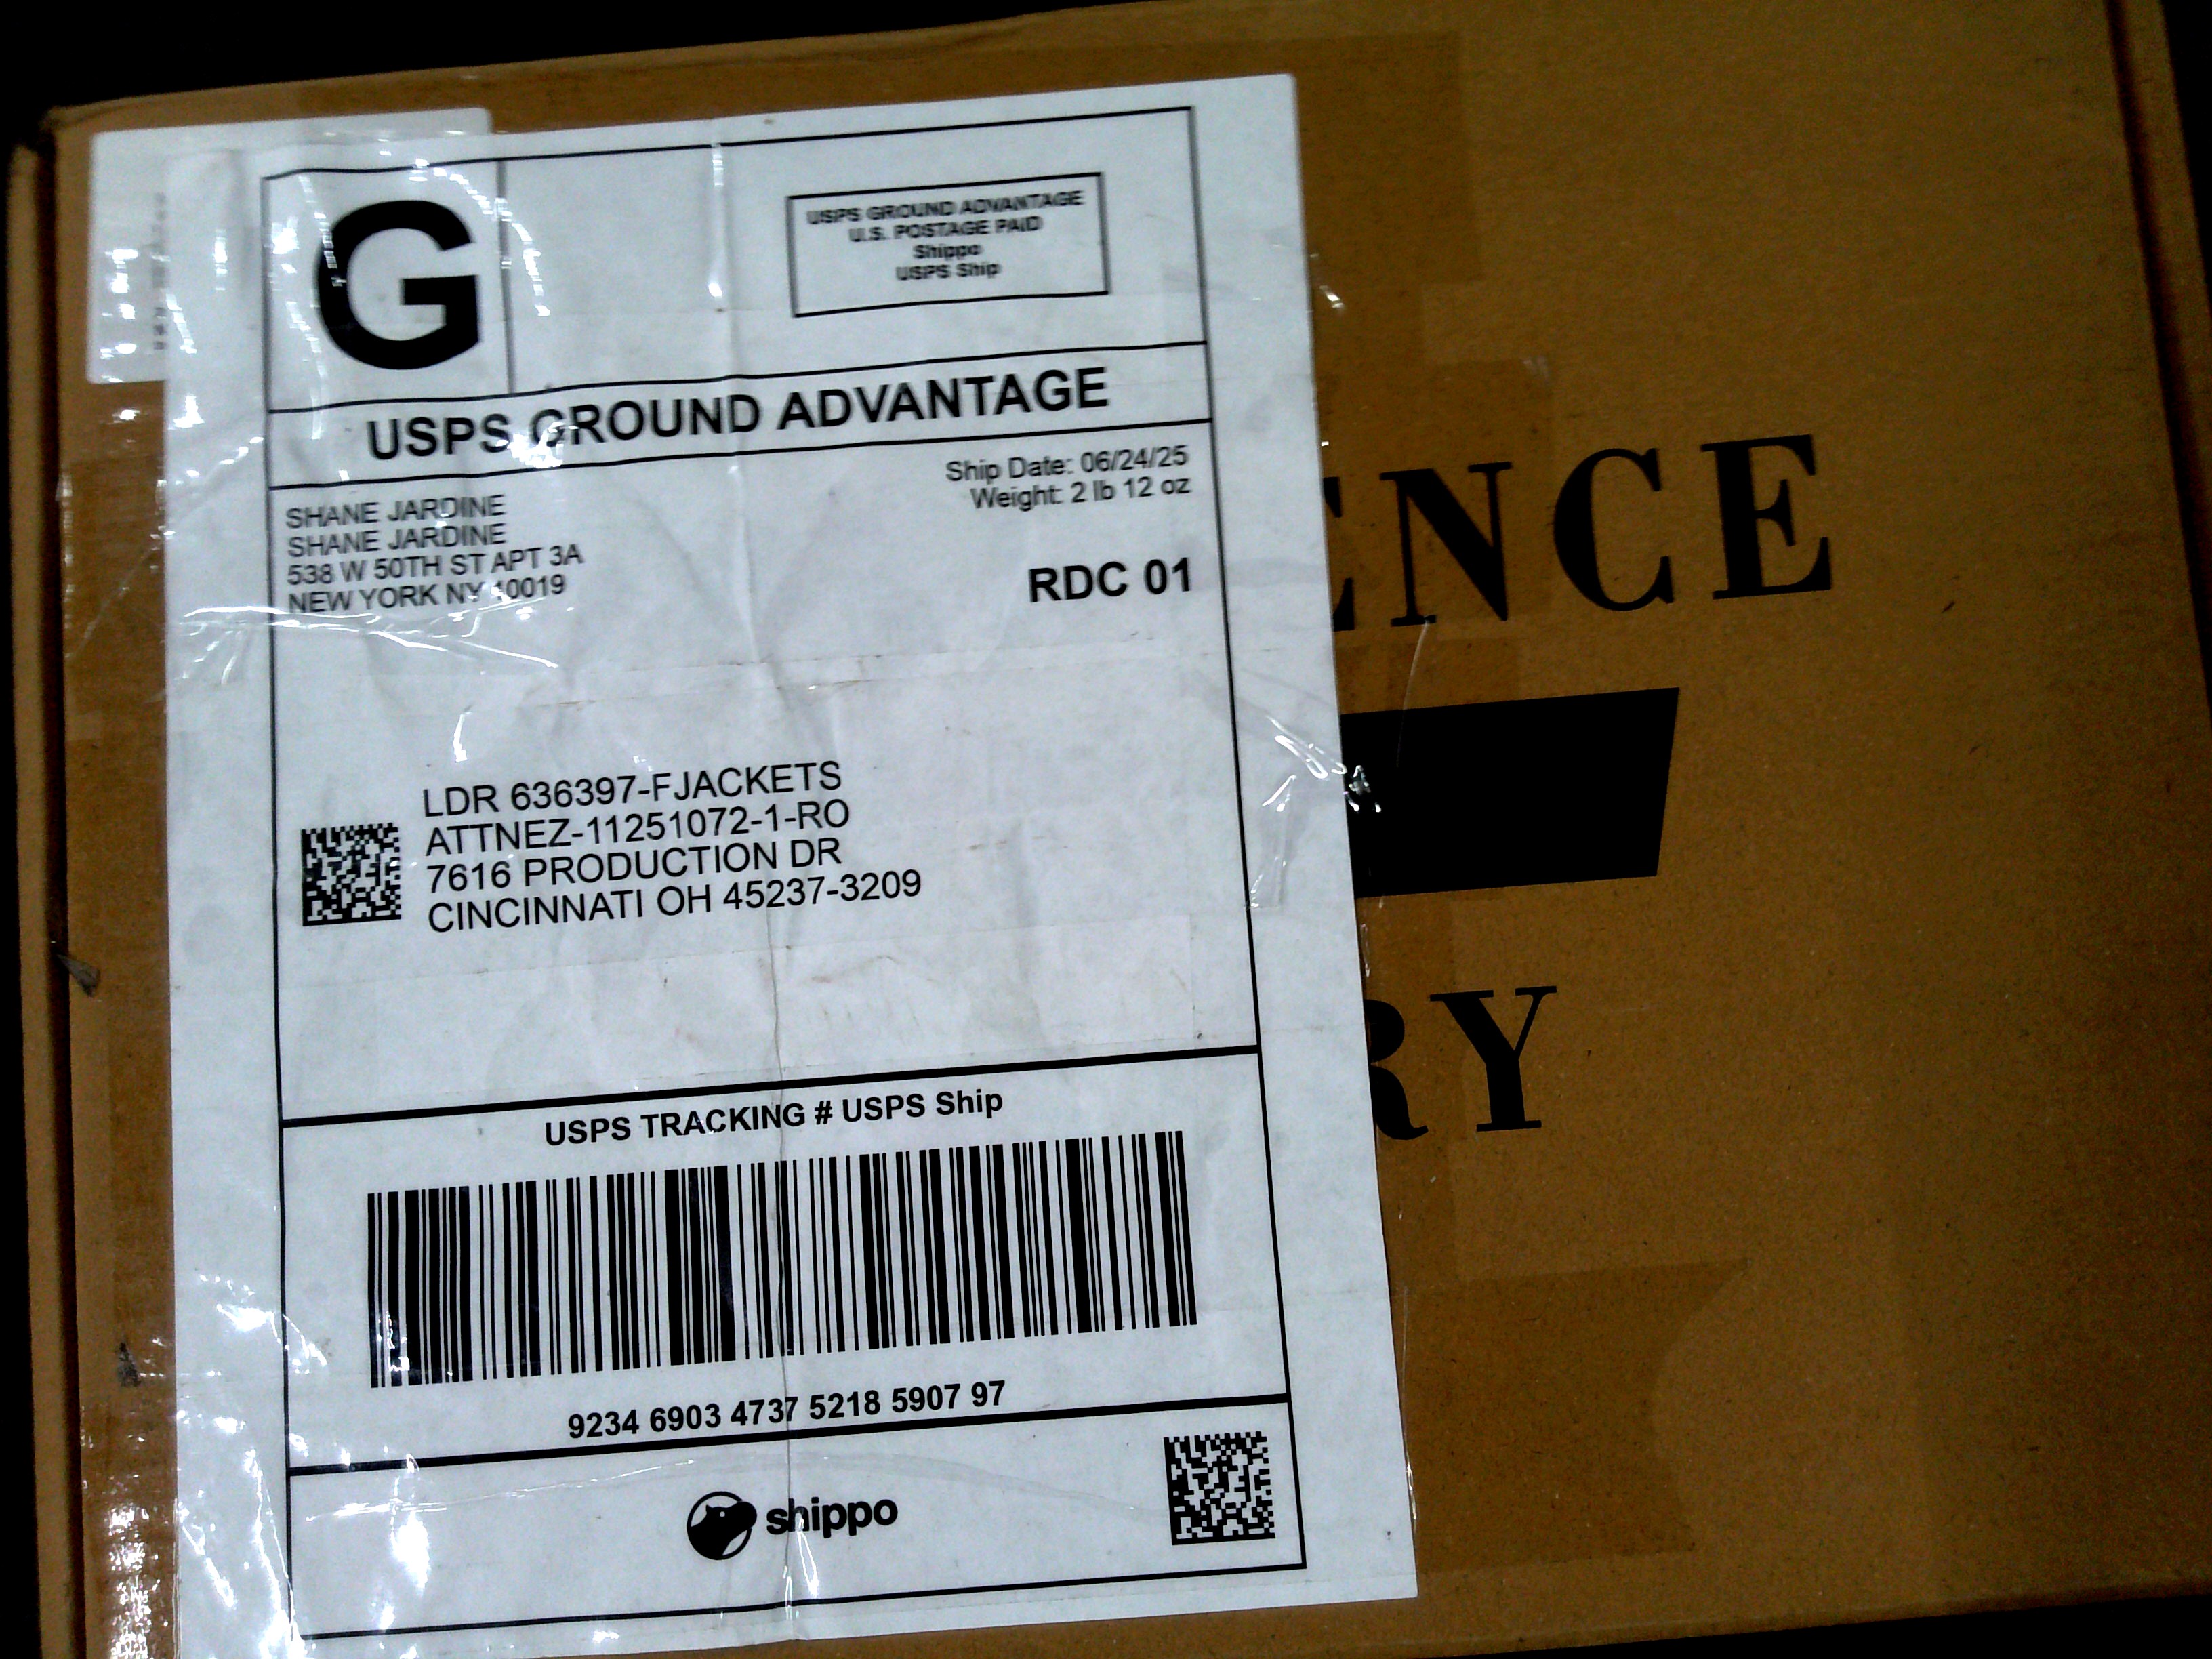 G
USPS GROUND ADVANTAGE
U.S. POSTAGE PAID
Shippo
USPS Ship
USPS GROUND ADVANTAGE
Ship Date: 06/24/25
Weight: 2 lb 12 oz
SHANE JARDINE
SHANE JARDINE
538 W 50TH ST APT 3A
NEW YORK NY 10019
RDC 01
LDR 636397-FJACKETS
ATTNEZ-11251072-1-RO
7616 PRODUCTION DR
CINCINNATI OH 45237-3209
USPS TRACKING # USPS Ship
9234 6903 4737 5218 5907 97
shippo
ENCE
RY